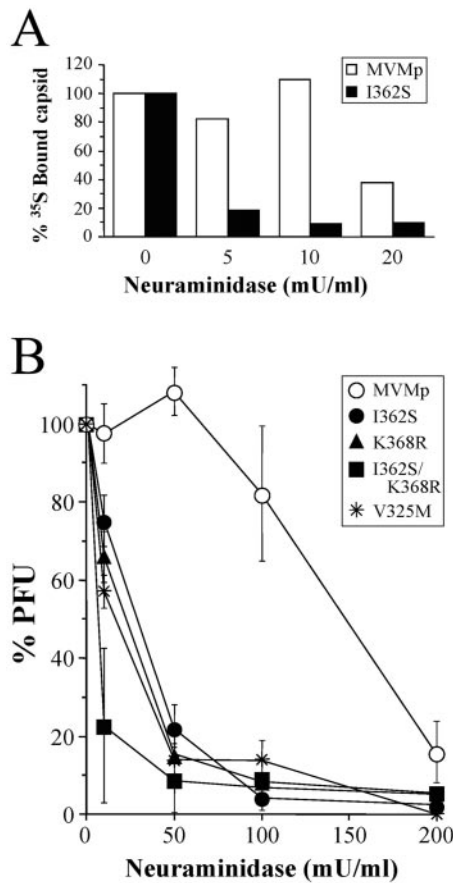 A
120
100
80
60
40
20
0
% ³⁵S Bound capsid
MVMp
I362S
0 5 10 20
Neuraminidase (mU/ml)
B
100
80
60
40
20
0
% PFU
MVMp
I362S
K368R
I362S/
K368R
V325M
0 50 100 150 200
Neuraminidase (mU/ml)